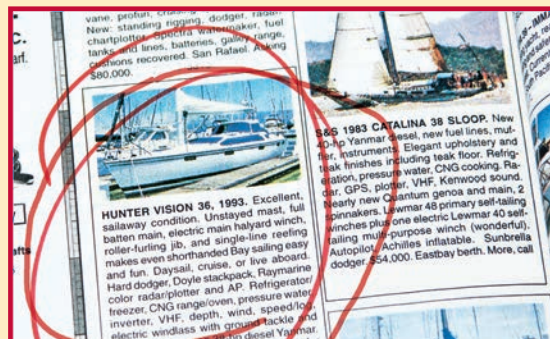 C.
arf.
New: standing rigging, dodger, radar
chartplotter, Spectra watermaker, fuel
tanks and lines, batteries, galley range,
cushions recovered. San Rafael. Asking
$80,000.
HUNTER VISION 36, 1993. Excellent,
sailaway condition. Unstayed mast, full
batten main, electric main halyard winch,
roller-furling jib, and single-line reefing
makes even shorthanded Bay sailing easy
and fun. Daysail, cruise, or live aboard.
Hard dodger, Doyle stackpack, Raymarine
color radar/plotter and AP. Refrigerator/
freezer, CNG range/oven, pressure water,
inverter, VHF, depth, wind, speed/log,
electric windlass with ground tackle and
diesel Yanmar.
S&S 1983 CATALINA 38 SLOOP. New
40-hp Yanmar diesel, new fuel lines, muf-
fler, instruments. Elegant upholstery and
teak finishes including teak floor. Refrig-
eration, pressure water, CNG cooking. Ra-
dar, GPS, plotter, VHF, Kenwood sound.
Nearly new Quantum genoa and main, 2
spinnakers. Lewmar 48 primary self-tailing
winches plus one electric Lewmar 40 self-
tailing multi-purpose winch (wonderful).
Autopilot, Achilles inflatable. Sunbrella
dodger. $54,000. Eastbay berth. More, call